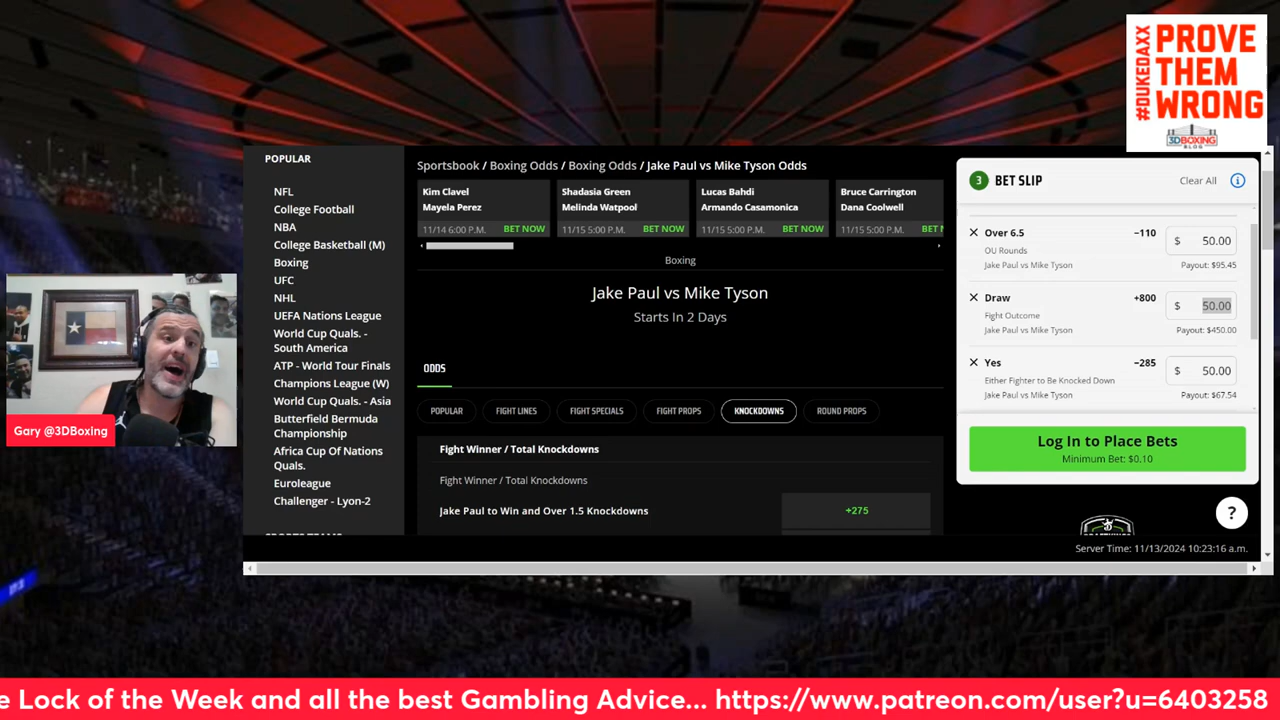 #DUKEDAXX
PROVE
THEM
WRONG
3DBOXING
BLOG
Gary @3DBoxing
POPULAR
NFL
College Football
NBA
College Basketball (M)
Boxing
UFC
NHL
UEFA Nations League
World Cup Quals. -
South America
ATP - World Tour Finals
Champions League (W)
World Cup Quals. - Asia
Butterfield Bermuda
Championship
Africa Cup Of Nations
Quals.
Euroleague
Challenger - Lyon-2
Sportsbook / Boxing Odds / Boxing Odds / Jake Paul vs Mike Tyson Odds
Kim Clavel
Mayela Perez
11/14 6:00 P.M. BET NOW
Shadasia Green
Melinda Watpool
11/15 5:00 P.M. BET NOW
Lucas Bahdi
Armando Casamonica
11/15 5:00 P.M. BET NOW
Bruce Carrington
Dana Coolwell
11/15 5:00 P.M. BET N
Boxing
Jake Paul vs Mike Tyson
Starts In 2 Days
ODDS
POPULAR FIGHT LINES FIGHT SPECIALS FIGHT PROPS KNOCKDOWNS ROUND PROPS
Fight Winner / Total Knockdowns
Fight Winner / Total Knockdowns
Jake Paul to Win and Over 1.5 Knockdowns +275
3 BET SLIP Clear All
Over 6.5 −110 $ 50.00
OU Rounds
Jake Paul vs Mike Tyson Payout: $95.45
Draw +800 $ 50.00
Fight Outcome
Jake Paul vs Mike Tyson Payout: $450.00
Yes −285 $ 50.00
Either Fighter to Be Knocked Down
Jake Paul vs Mike Tyson Payout: $67.54
Log In to Place Bets
Minimum Bet: $0.10
?
Server Time: 11/13/2024 10:23:16 a.m.
e Lock of the Week and all the best Gambling Advice... https://www.patreon.com/user?u=6403258